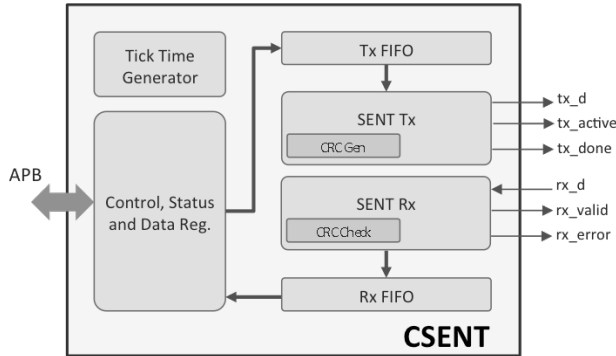 Tick Time
Generator
Tx FIFO
SENT Tx
CRC Gen
tx_d
tx_active
tx_done
APB
Control, Status
and Data Reg.
SENT Rx
CRC Check
rx_d
rx_valid
rx_error
Rx FIFO
CSENT